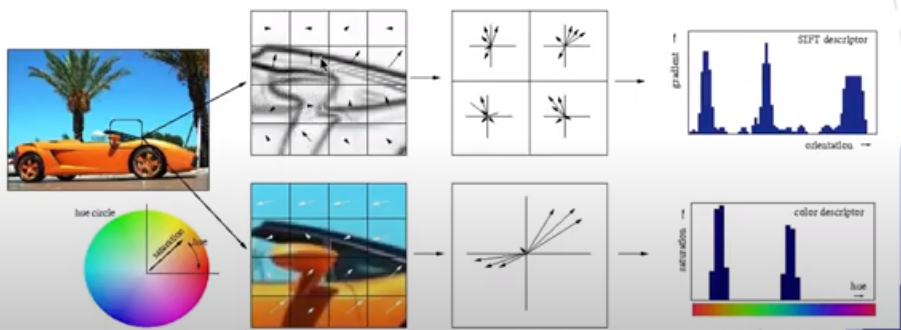 SIFT descriptor
gradient
orientation
hue circle
saturation
hue
color descriptor
saturation
hue